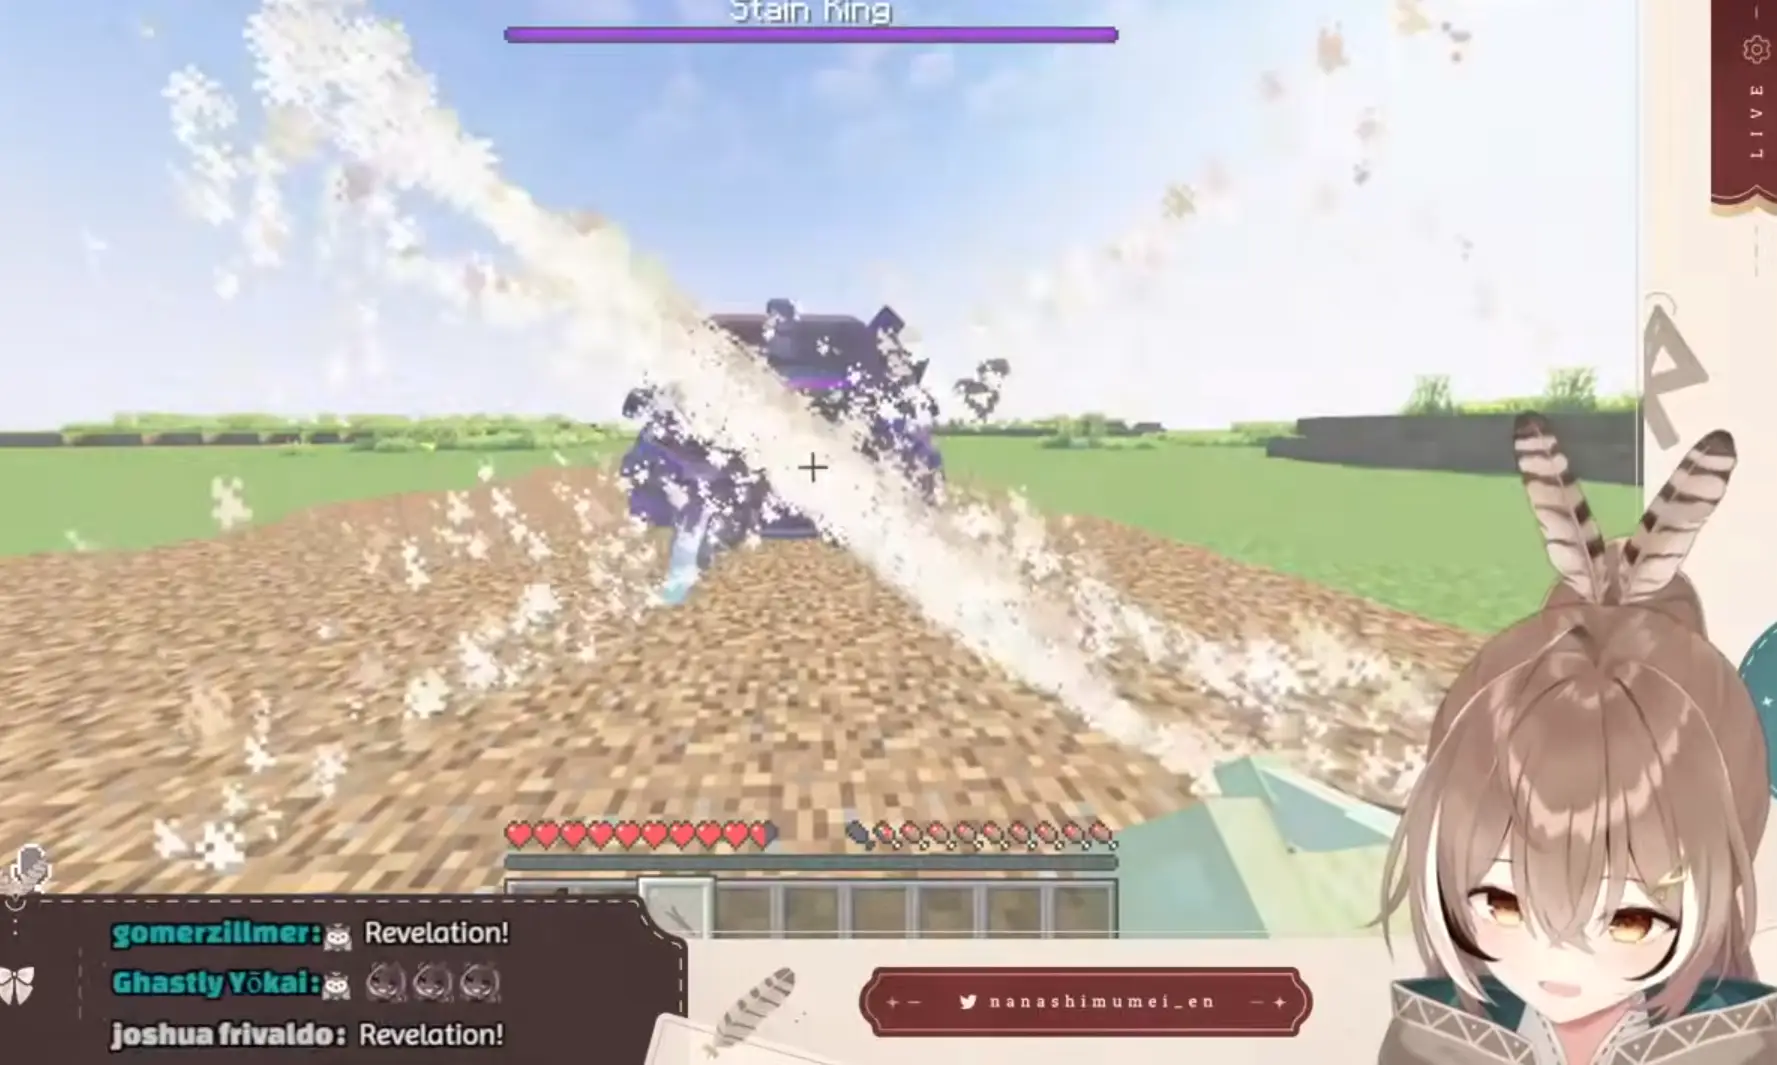 Stain King
LIVE
gomerzillmer: Revelation!
Ghastly Yōkai:
joshua frivaldo: Revelation!
nanashimumei_en